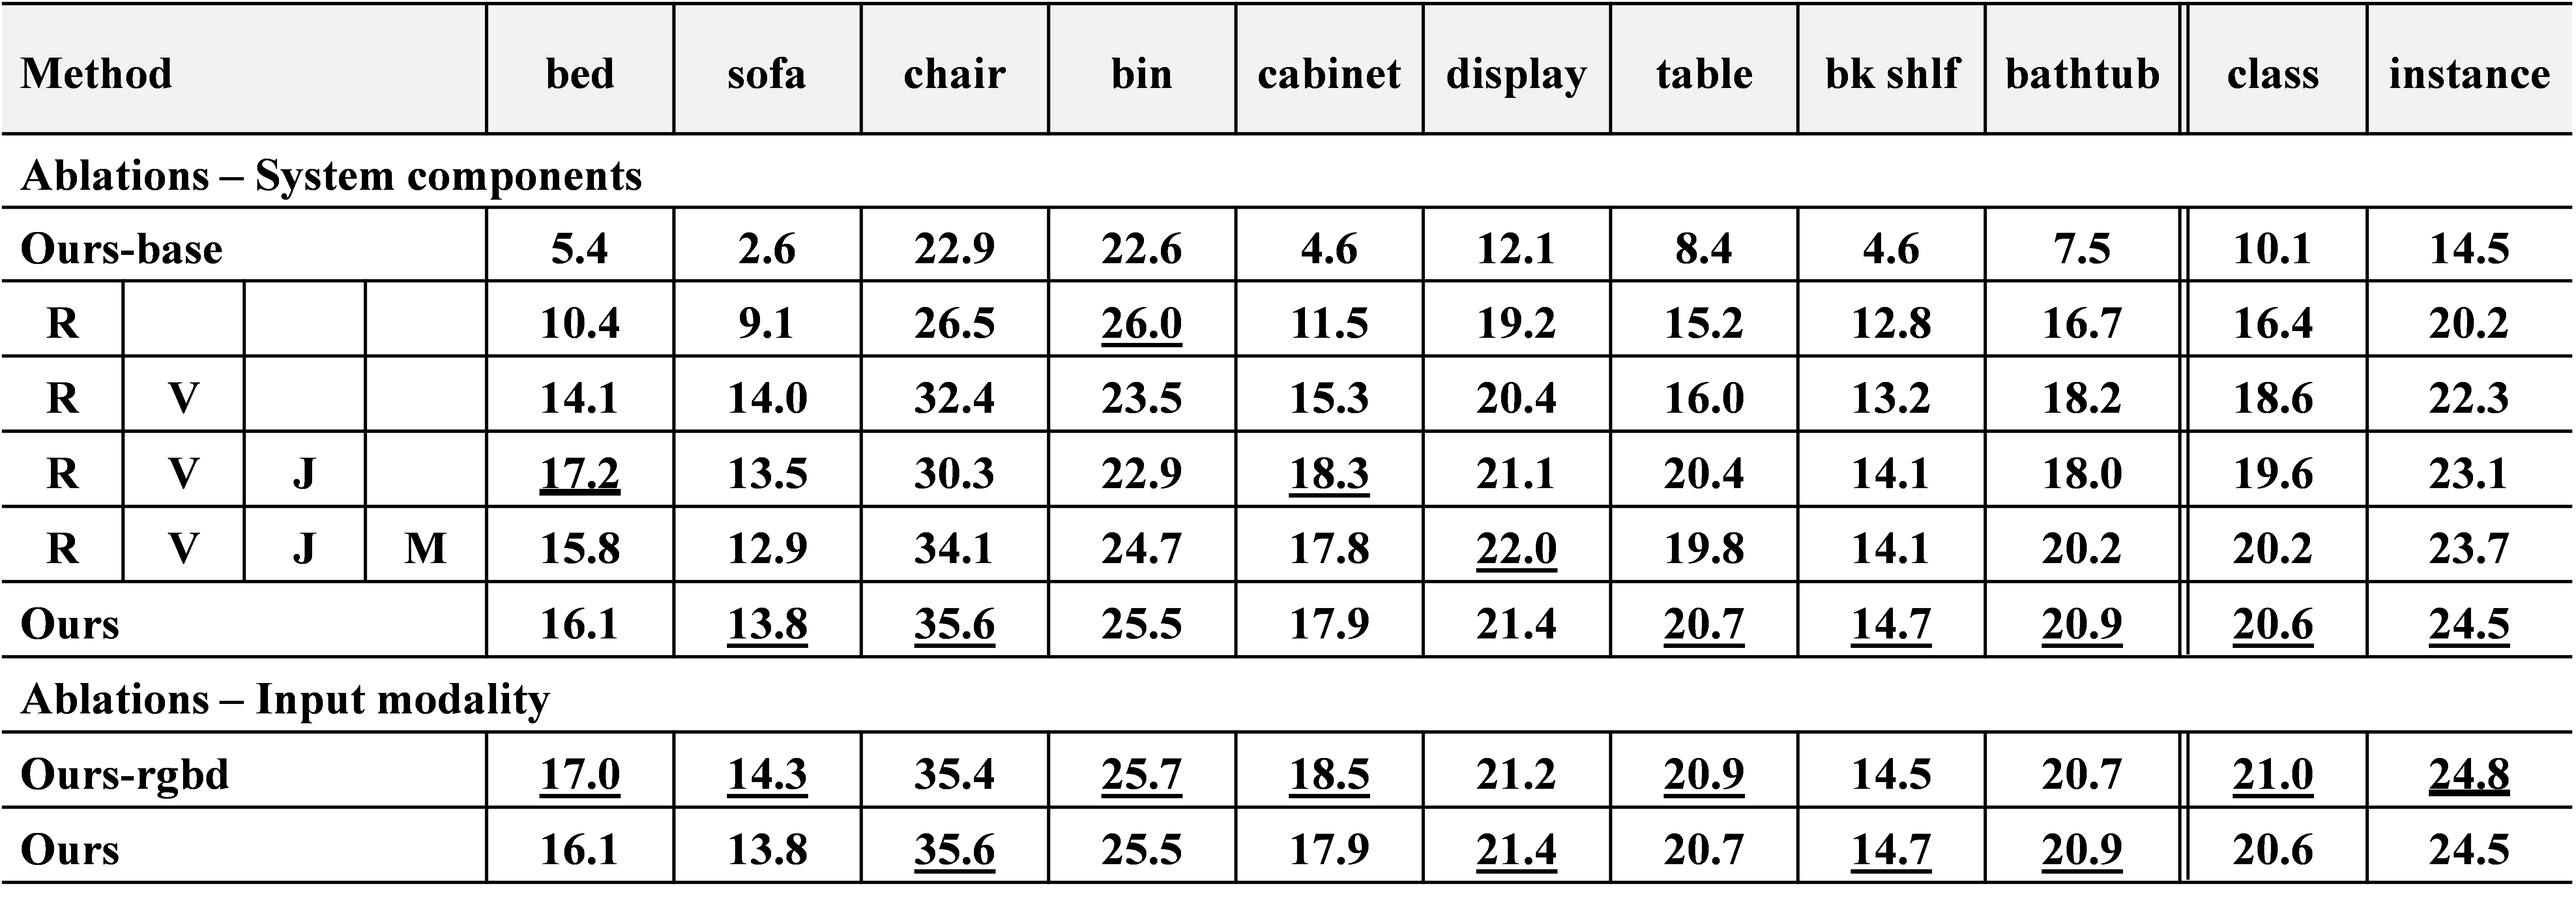 Method bed sofa chair bin cabinet display table bk shlf bathtub class instance
Ablations – System components
Ours-base 5.4 2.6 22.9 22.6 4.6 12.1 8.4 4.6 7.5 10.1 14.5
R 10.4 9.1 26.5 26.0 11.5 19.2 15.2 12.8 16.7 16.4 20.2
R V 14.1 14.0 32.4 23.5 15.3 20.4 16.0 13.2 18.2 18.6 22.3
R V J 17.2 13.5 30.3 22.9 18.3 21.1 20.4 14.1 18.0 19.6 23.1
R V J M 15.8 12.9 34.1 24.7 17.8 22.0 19.8 14.1 20.2 20.2 23.7
Ours 16.1 13.8 35.6 25.5 17.9 21.4 20.7 14.7 20.9 20.6 24.5
Ablations – Input modality
Ours-rgbd 17.0 14.3 35.4 25.7 18.5 21.2 20.9 14.5 20.7 21.0 24.8
Ours 16.1 13.8 35.6 25.5 17.9 21.4 20.7 14.7 20.9 20.6 24.5